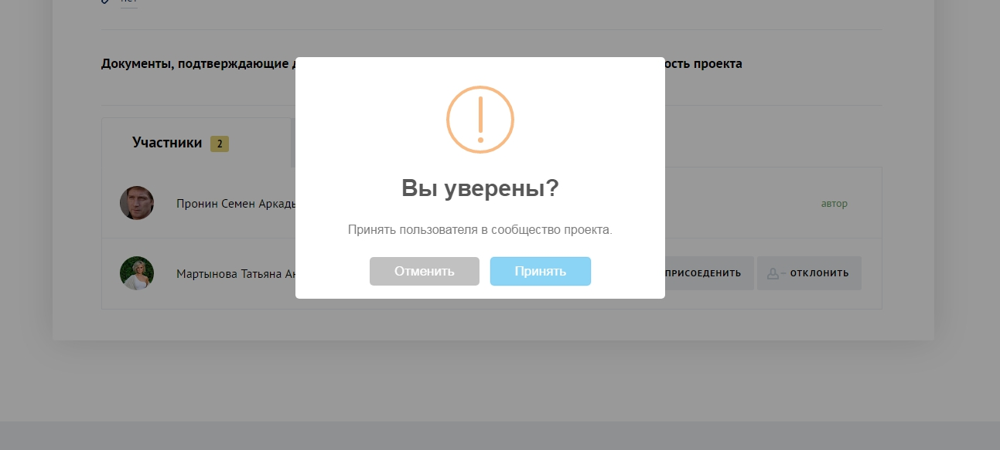 Документы, подтверждающие
ость проекта
Участники 2
Пронин Семен Аркадь
автор
Мартынова Татьяна Ан
ПРИСОЕДЕНИТЬ
ОТКЛОНИТЬ
Вы уверены?
Принять пользователя в сообщество проекта.
Отменить Принять